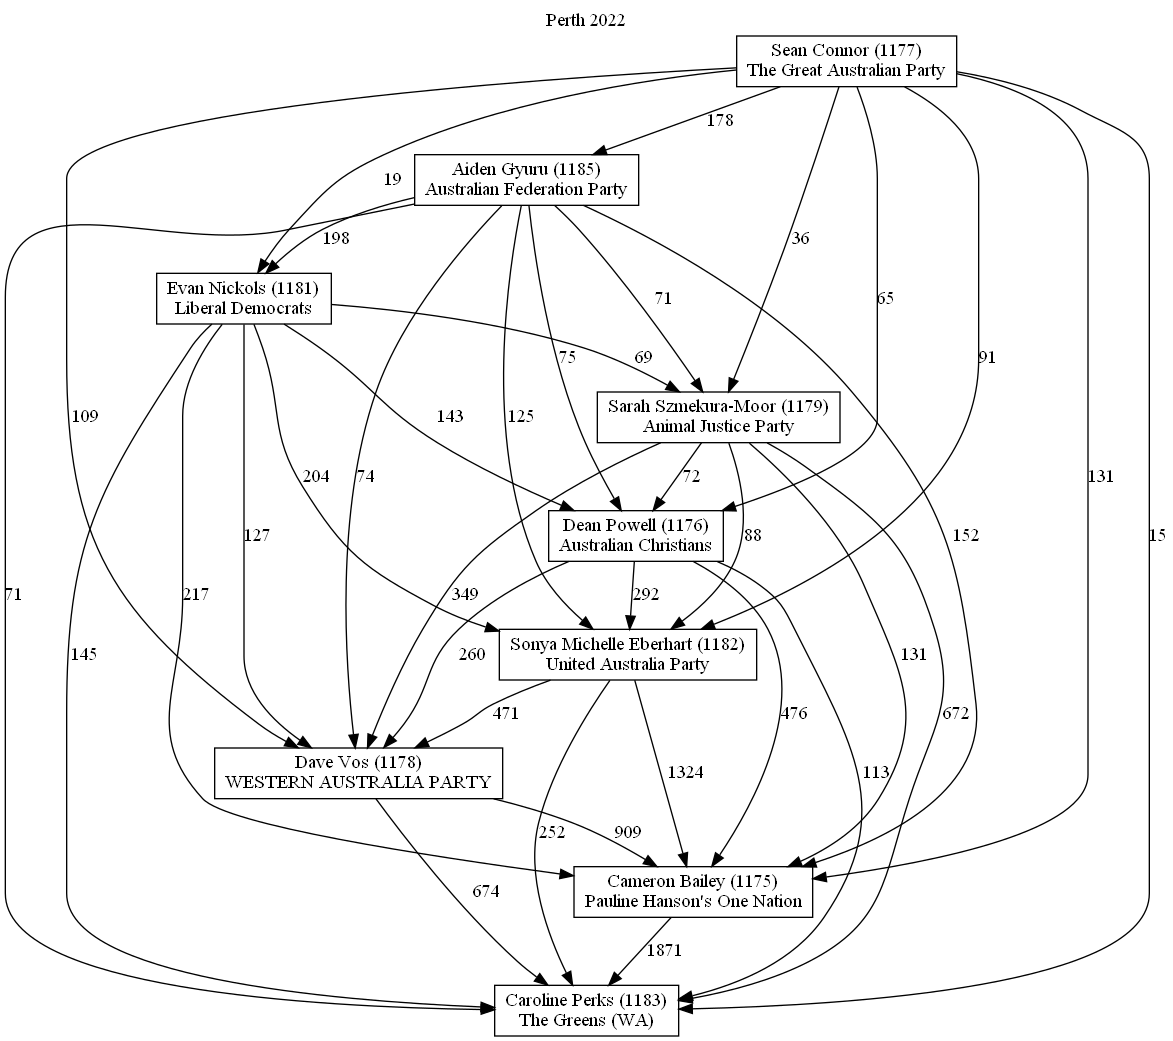 Perth 2022
Sean Connor (1177)
The Great Australian Party
178
Aiden Gyuru (1185)
Australian Federation Party
19
198
36
Evan Nickols (1181)
Liberal Democrats
65
71
75
69
91
Sarah Szmekura-Moor (1179)
Animal Justice Party
109
143
125
204
74
72
131
Dean Powell (1176)
Australian Christians
127
88
152
15
71
217
349
292
Sonya Michelle Eberhart (1182)
United Australia Party
145
260
131
471
476
672
Dave Vos (1178)
WESTERN AUSTRALIA PARTY
1324
113
252
909
Cameron Bailey (1175)
Pauline Hanson's One Nation
674
1871
Caroline Perks (1183)
The Greens (WA)